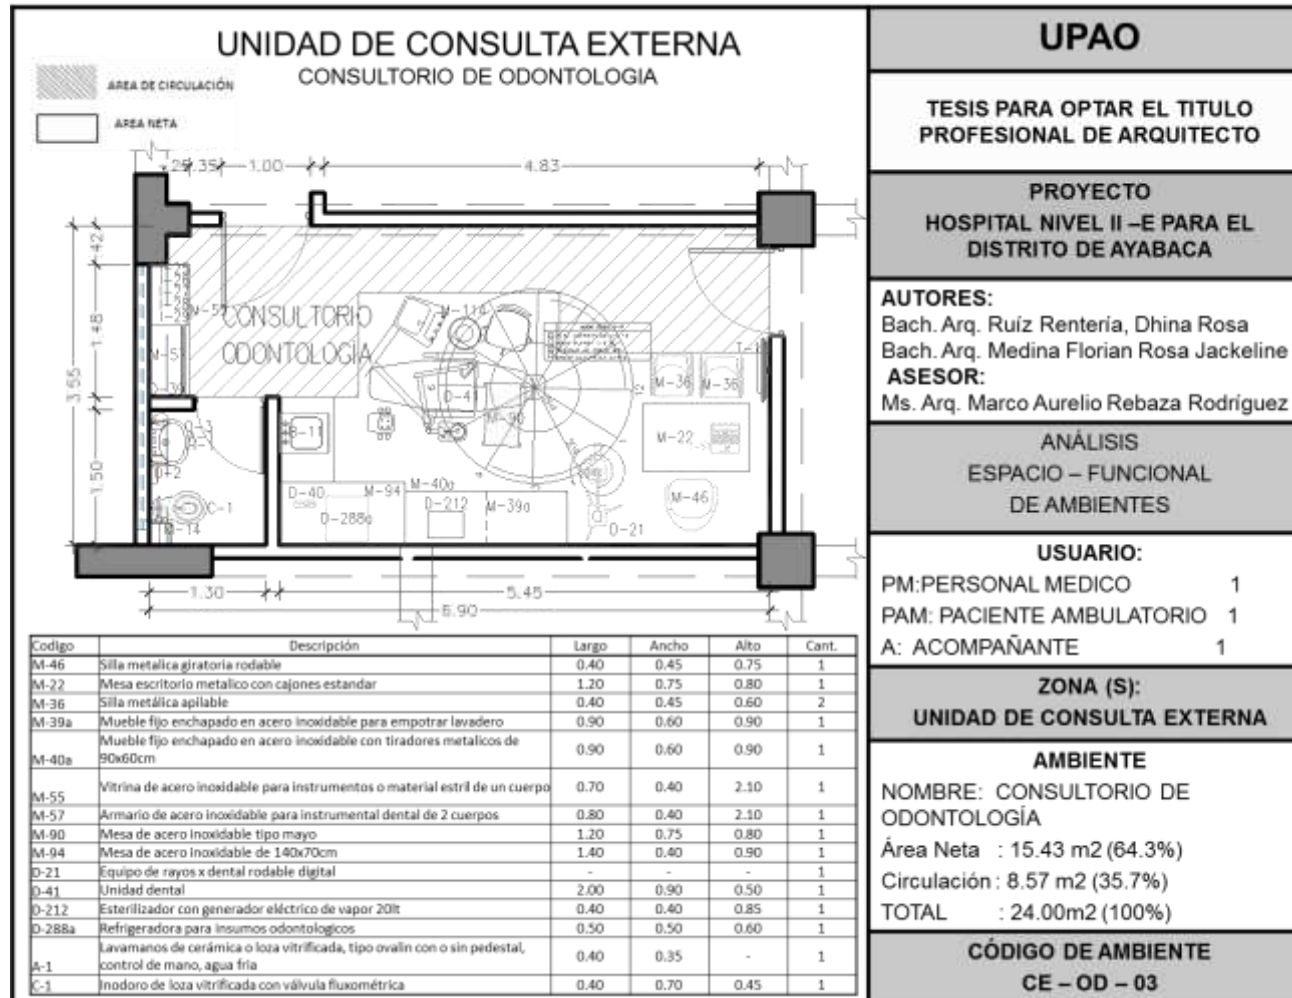 UNIDAD DE CONSULTA EXTERNA
CONSULTORIO DE ODONTOLOGIA
AREA DE CIRCULACIÓN
AREA NETA
.35 1.00 4.83
.42
1.48
3.55
1.50
CONSULTORIO
ODONTOLOGÍA
M-11A
D-41
M-90
M-36 M-36
M-22
M-46
D-21
D-40
M-94
M-40a
D-288a
D-212
M-39a
C-1
1.30 5.45
6.90
Codigo Descripción Largo Ancho Alto Cant.
M-46 Silla metalica giratoria rodable 0.40 0.45 0.75 1
M-22 Mesa escritorio metalico con cajones estandar 1.20 0.75 0.80 1
M-36 Silla metálica apilable 0.40 0.45 0.60 2
M-39a Mueble fijo enchapado en acero inoxidable para empotrar lavadero 0.90 0.60 0.90 1
Mueble fijo enchapado en acero inoxidable con tiradores metalicos de
M-40a 90x60cm 0.90 0.60 0.90 1
M-55 Vitrina de acero inoxidable para instrumentos o material estril de un cuerpo 0.70 0.40 2.10 1
M-57 Armario de acero inoxidable para instrumental dental de 2 cuerpos 0.80 0.40 2.10 1
M-90 Mesa de acero inoxidable tipo mayo 1.20 0.75 0.80 1
M-94 Mesa de acero inoxidable de 140x70cm 1.40 0.40 0.90 1
D-21 Equipo de rayos x dental rodable digital - - - 1
D-41 Unidad dental 2.00 0.90 0.50 1
D-212 Esterilizador con generador eléctrico de vapor 20lt 0.40 0.40 0.85 1
D-288a Refrigeradora para insumos odontologicos 0.50 0.50 0.60 1
Lavamanos de cerámica o loza vitrificada, tipo ovalin con o sin pedestal,
A-1 control de mano, agua fria 0.40 0.35 - 1
C-1 Inodoro de loza vitrificada con válvula fluxométrica 0.40 0.70 0.45 1
UPAO
TESIS PARA OPTAR EL TITULO
PROFESIONAL DE ARQUITECTO
PROYECTO
HOSPITAL NIVEL II –E PARA EL
DISTRITO DE AYABACA
AUTORES:
Bach. Arq. Ruíz Rentería, Dhina Rosa
Bach. Arq. Medina Florian Rosa Jackeline
ASESOR:
Ms. Arq. Marco Aurelio Rebaza Rodríguez
ANÁLISIS
ESPACIO – FUNCIONAL
DE AMBIENTES
USUARIO:
PM:PERSONAL MEDICO 1
PAM: PACIENTE AMBULATORIO 1
A: ACOMPAÑANTE 1
ZONA (S):
UNIDAD DE CONSULTA EXTERNA
AMBIENTE
NOMBRE: CONSULTORIO DE
ODONTOLOGÍA
Área Neta : 15.43 m2 (64.3%)
Circulación : 8.57 m2 (35.7%)
TOTAL : 24.00m2 (100%)
CÓDIGO DE AMBIENTE
CE – OD – 03